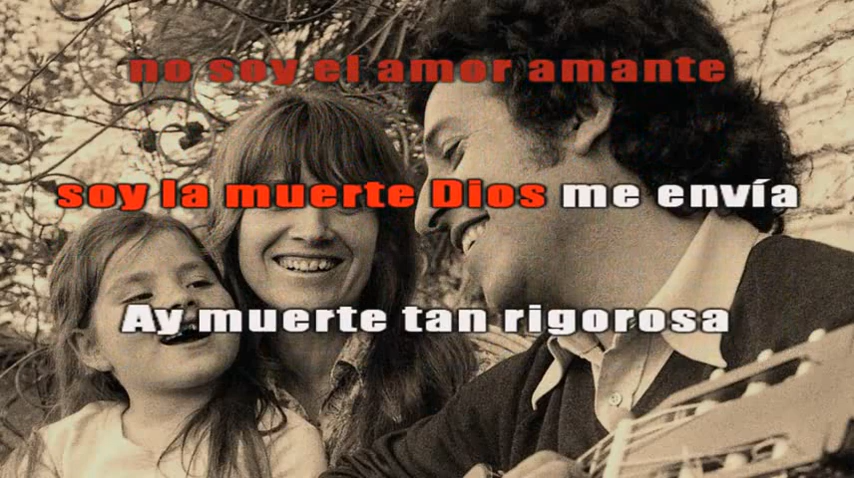 no soy el amor amante
soy la muerte Dios me envía
Ay muerte tan rigorosa